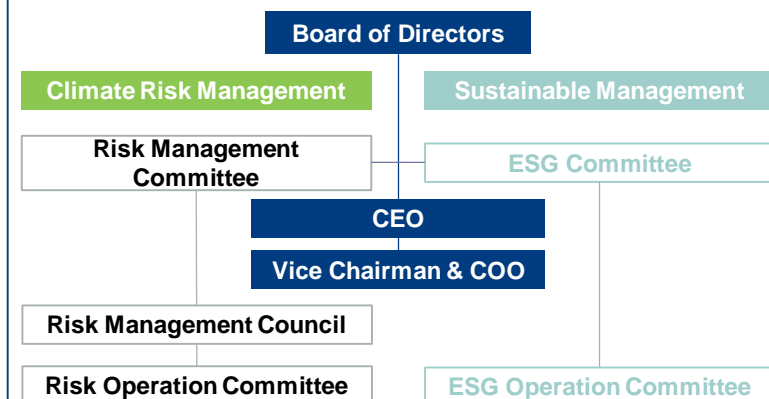 Board of Directors
Climate Risk Management
Sustainable Management
Risk Management
Committee
ESG Committee
CEO
Vice Chairman & COO
Risk Management Council
Risk Operation Committee
ESG Operation Committee